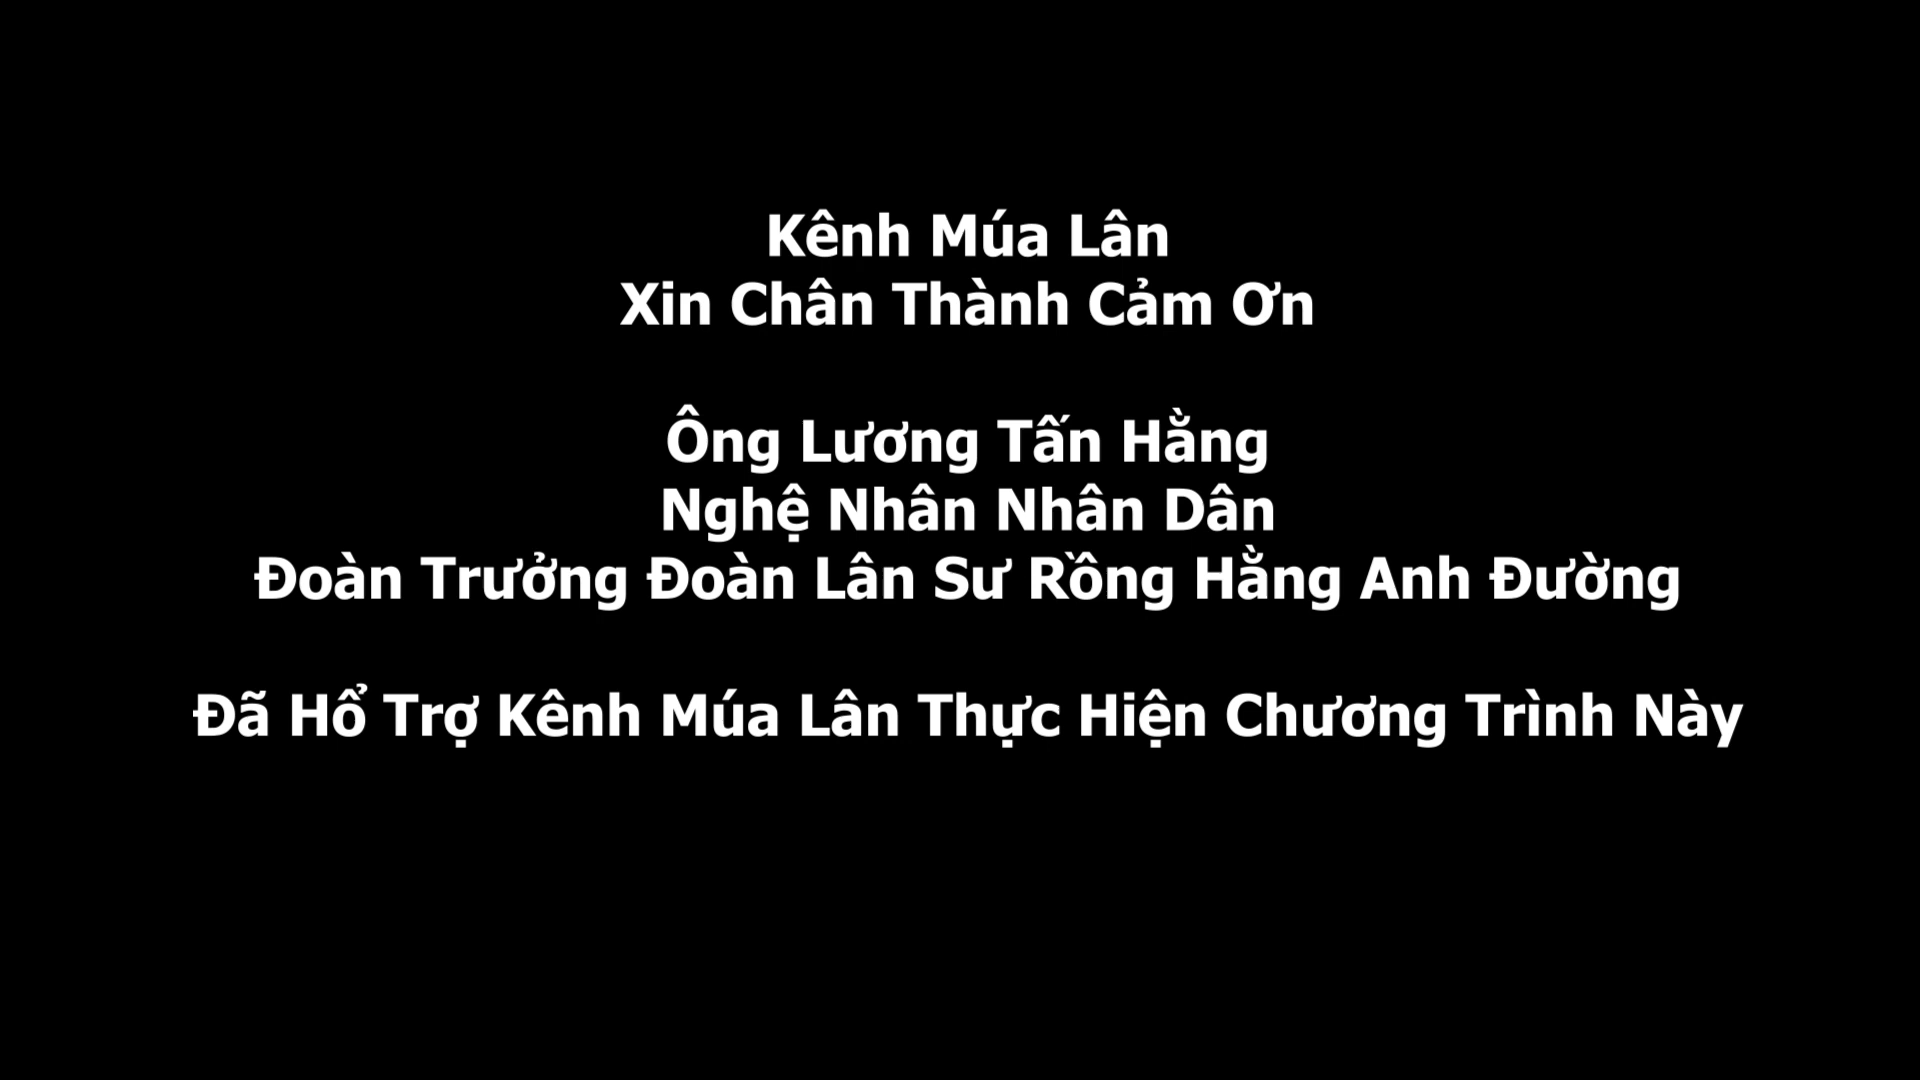 Kênh Múa Lân
Xin Chân Thành Cảm Ơn
Ông Lương Tấn Hằng
Nghệ Nhân Nhân Dân
Đoàn Trưởng Đoàn Lân Sư Rồng Hằng Anh Đường
Đã Hổ Trợ Kênh Múa Lân Thực Hiện Chương Trình Này